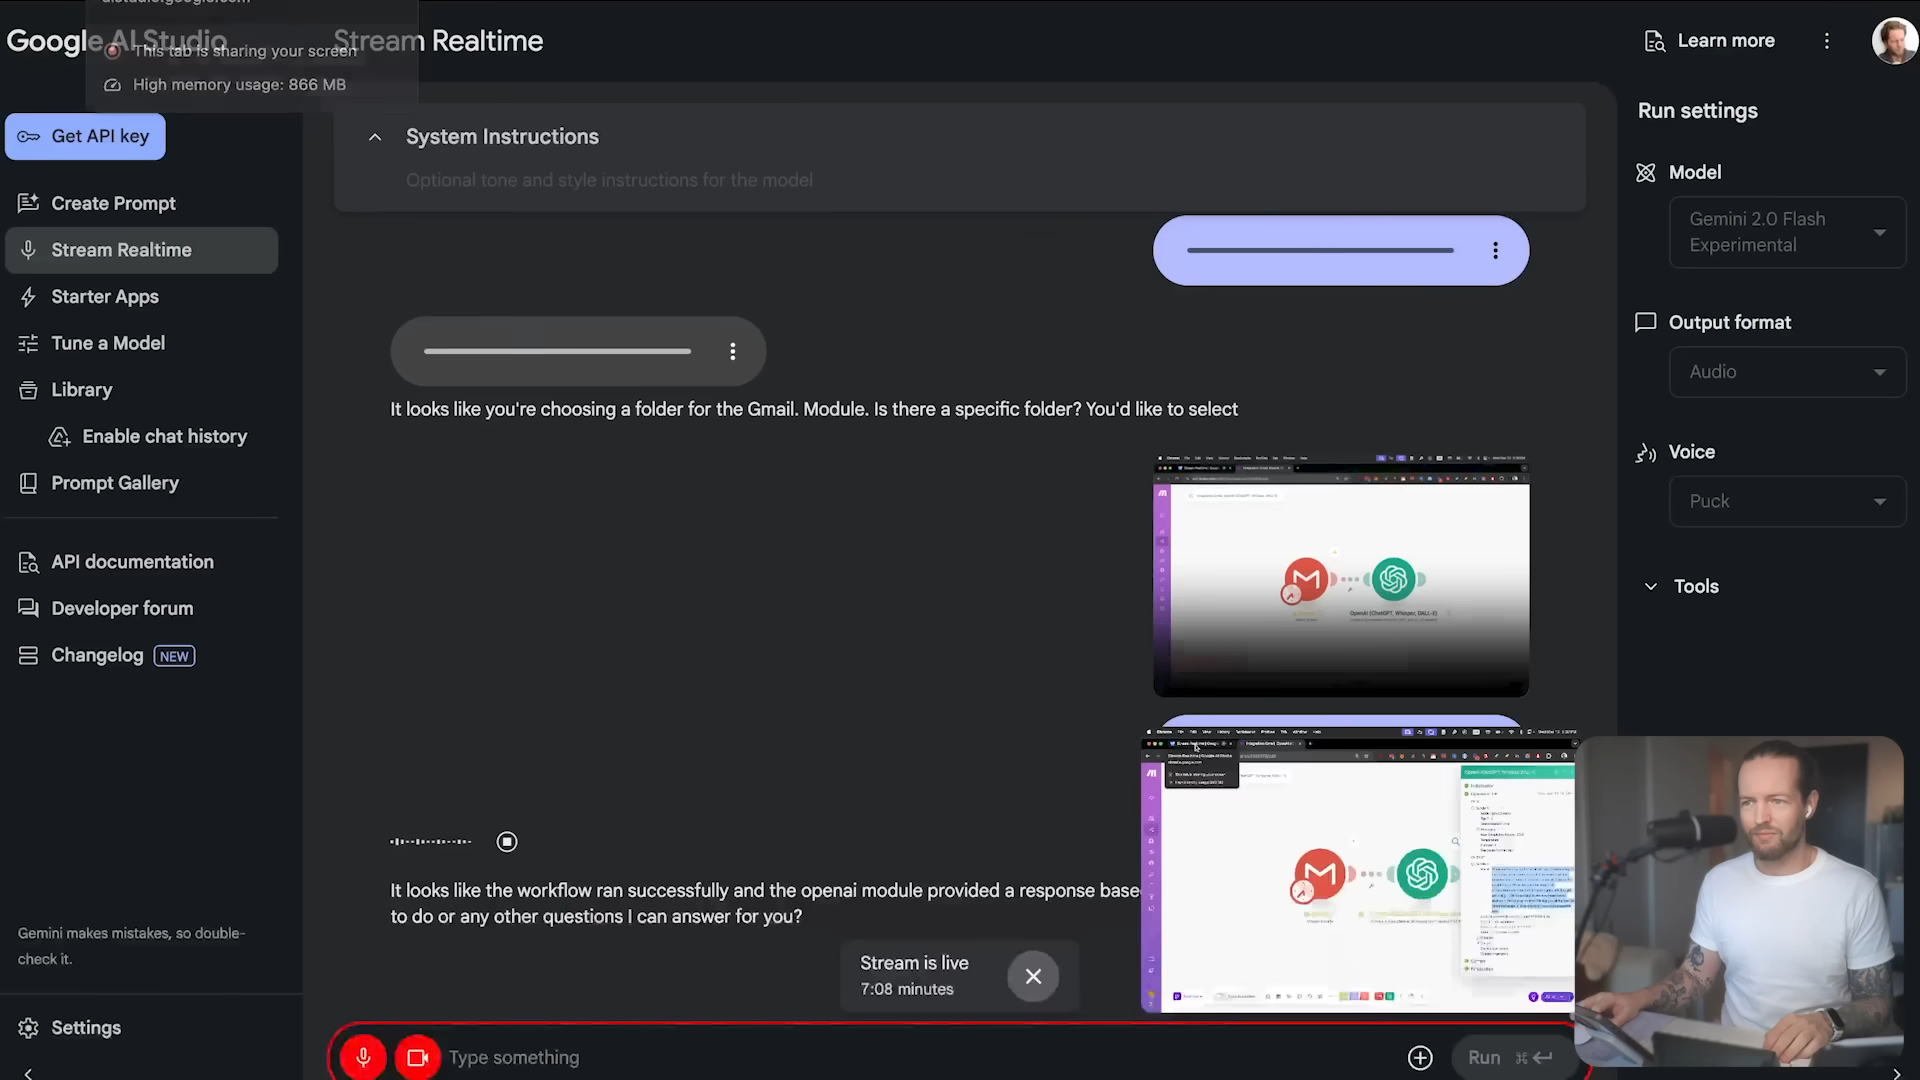 Google AI Studio
This tab is sharing your screen
High memory usage: 866 MB
Stream Realtime
Learn more
Get API key
Create Prompt
Stream Realtime
Starter Apps
Tune a Model
Library
Enable chat history
Prompt Gallery
API documentation
Developer forum
Changelog NEW
Gemini makes mistakes, so double-
check it.
Settings
System Instructions
Optional tone and style instructions for the model
It looks like you're choosing a folder for the Gmail. Module. Is there a specific folder? You'd like to select
OpenAI (ChatGPT, Whisper, DALL-E)
It looks like the workflow ran successfully and the openai module provided a response base
to do or any other questions I can answer for you?
Stream is live
7:08 minutes
Type something
Run
Run settings
Model
Gemini 2.0 Flash
Experimental
Output format
Audio
Voice
Puck
Tools